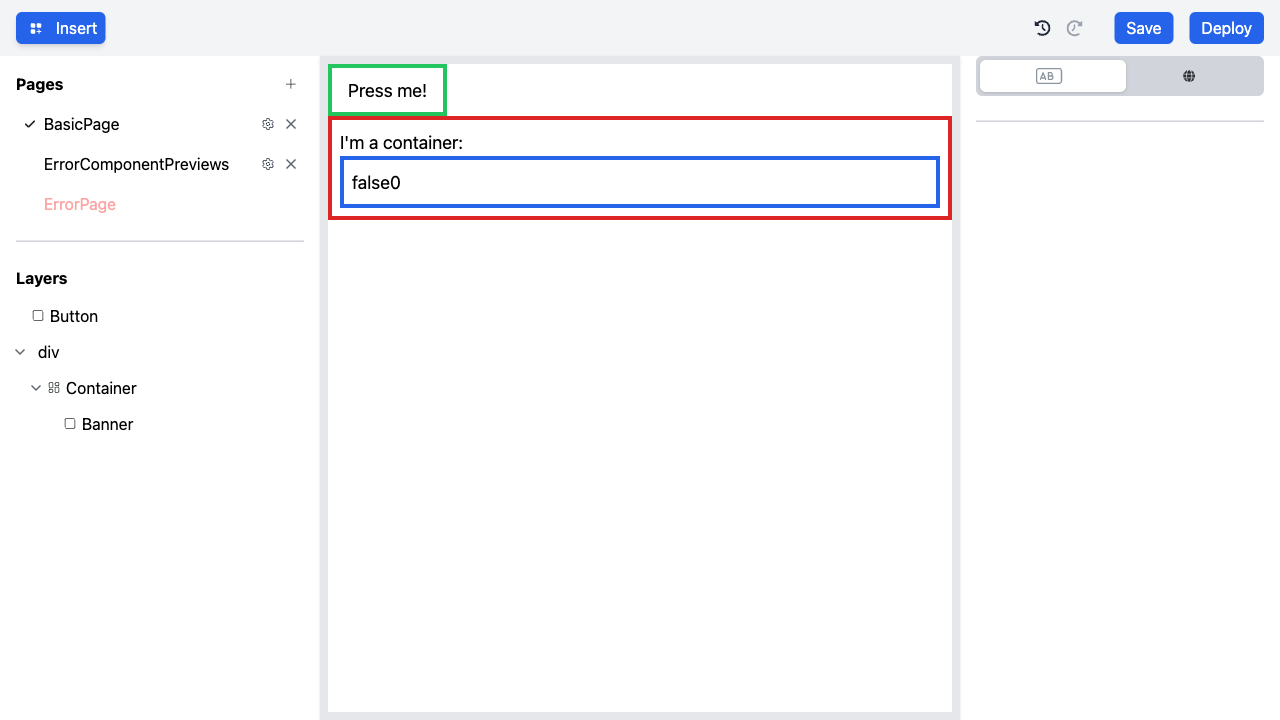 Insert
Save
Deploy
Pages
BasicPage
ErrorComponentPreviews
ErrorPage
Layers
Button
div
Container
Banner
Press me!
I'm a container:
false0
AB